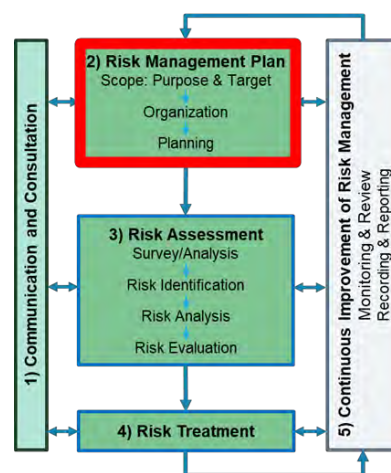 1) Communication and Consultation
2) Risk Management Plan
Scope: Purpose & Target
Organization
Planning
3) Risk Assessment
Survey/Analysis
Risk Identification
Risk Analysis
Risk Evaluation
4) Risk Treatment
5) Continuous Improvement of Risk Management
Monitoring & Review
Recording & Reporting